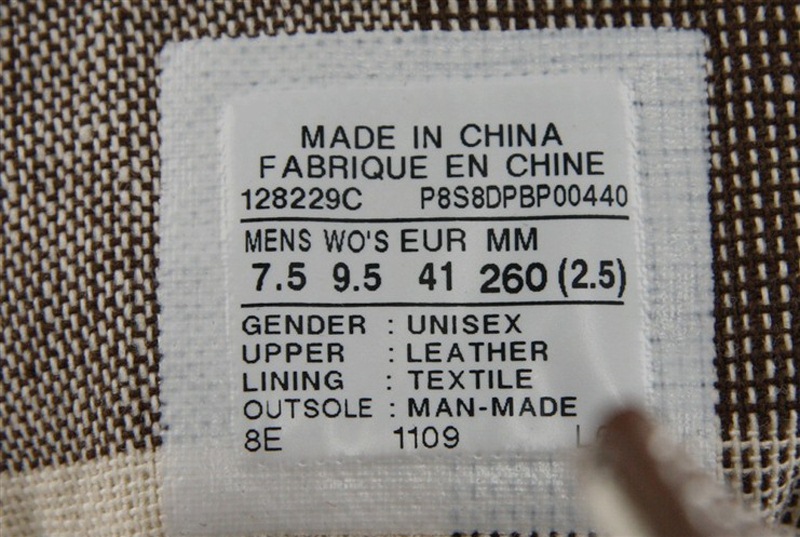 MADE IN CHINA
FABRIQUE EN CHINE
128229C P8S8DPBP00440
MENS WO'S EUR MM
7.5 9.5 41 260 (2.5)
GENDER : UNISEX
UPPER : LEATHER
LINING : TEXTILE
OUTSOLE : MAN-MADE
8E 1109